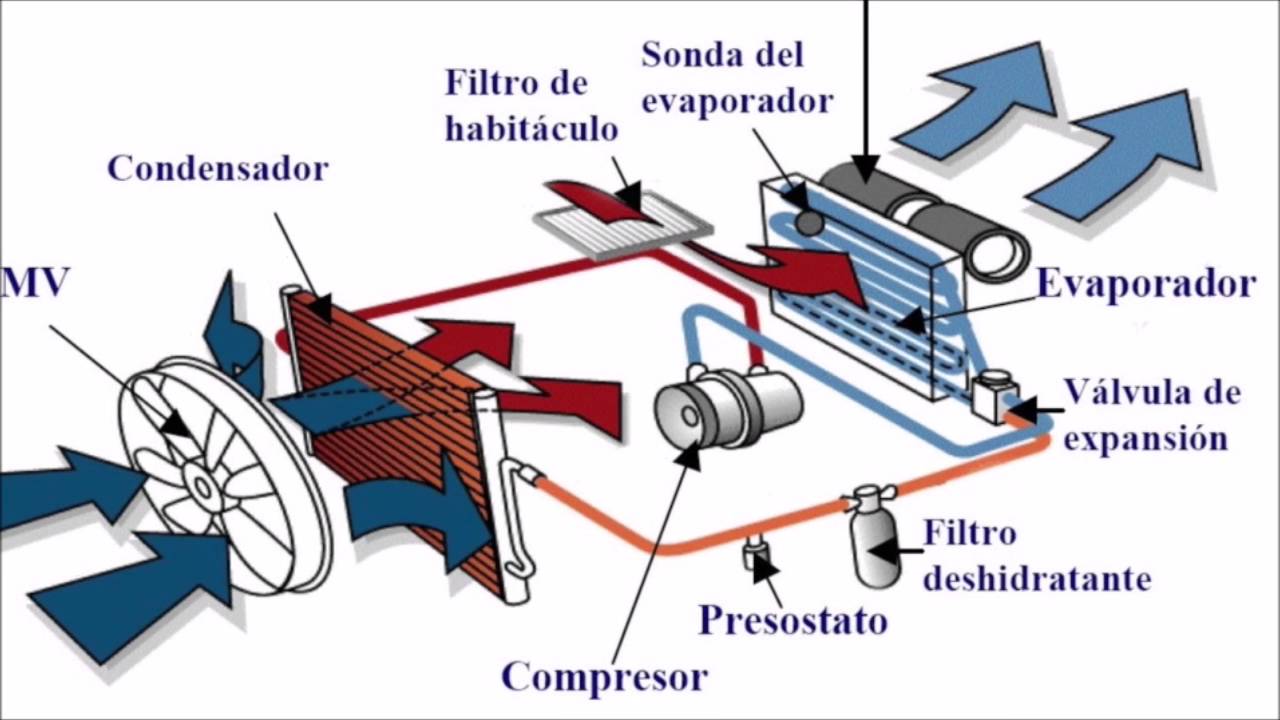 Sonda del
evaporador
Filtro de
habitáculo
Condensador
MV
Evaporador
Válvula de
expansión
Filtro
deshidratante
Presostato
Compresor